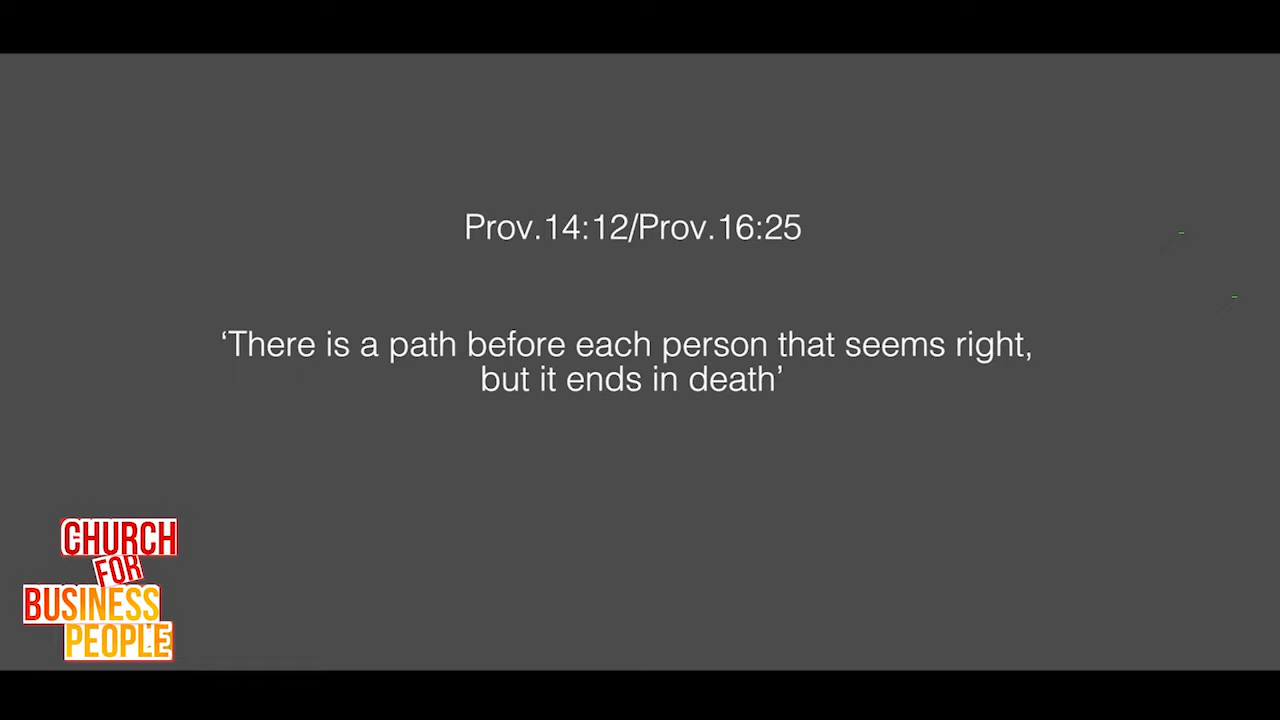 Prov.14:12/Prov.16:25
‘There is a path before each person that seems right,
but it ends in death’
CHURCH
FOR
BUSINESS
PEOPLE